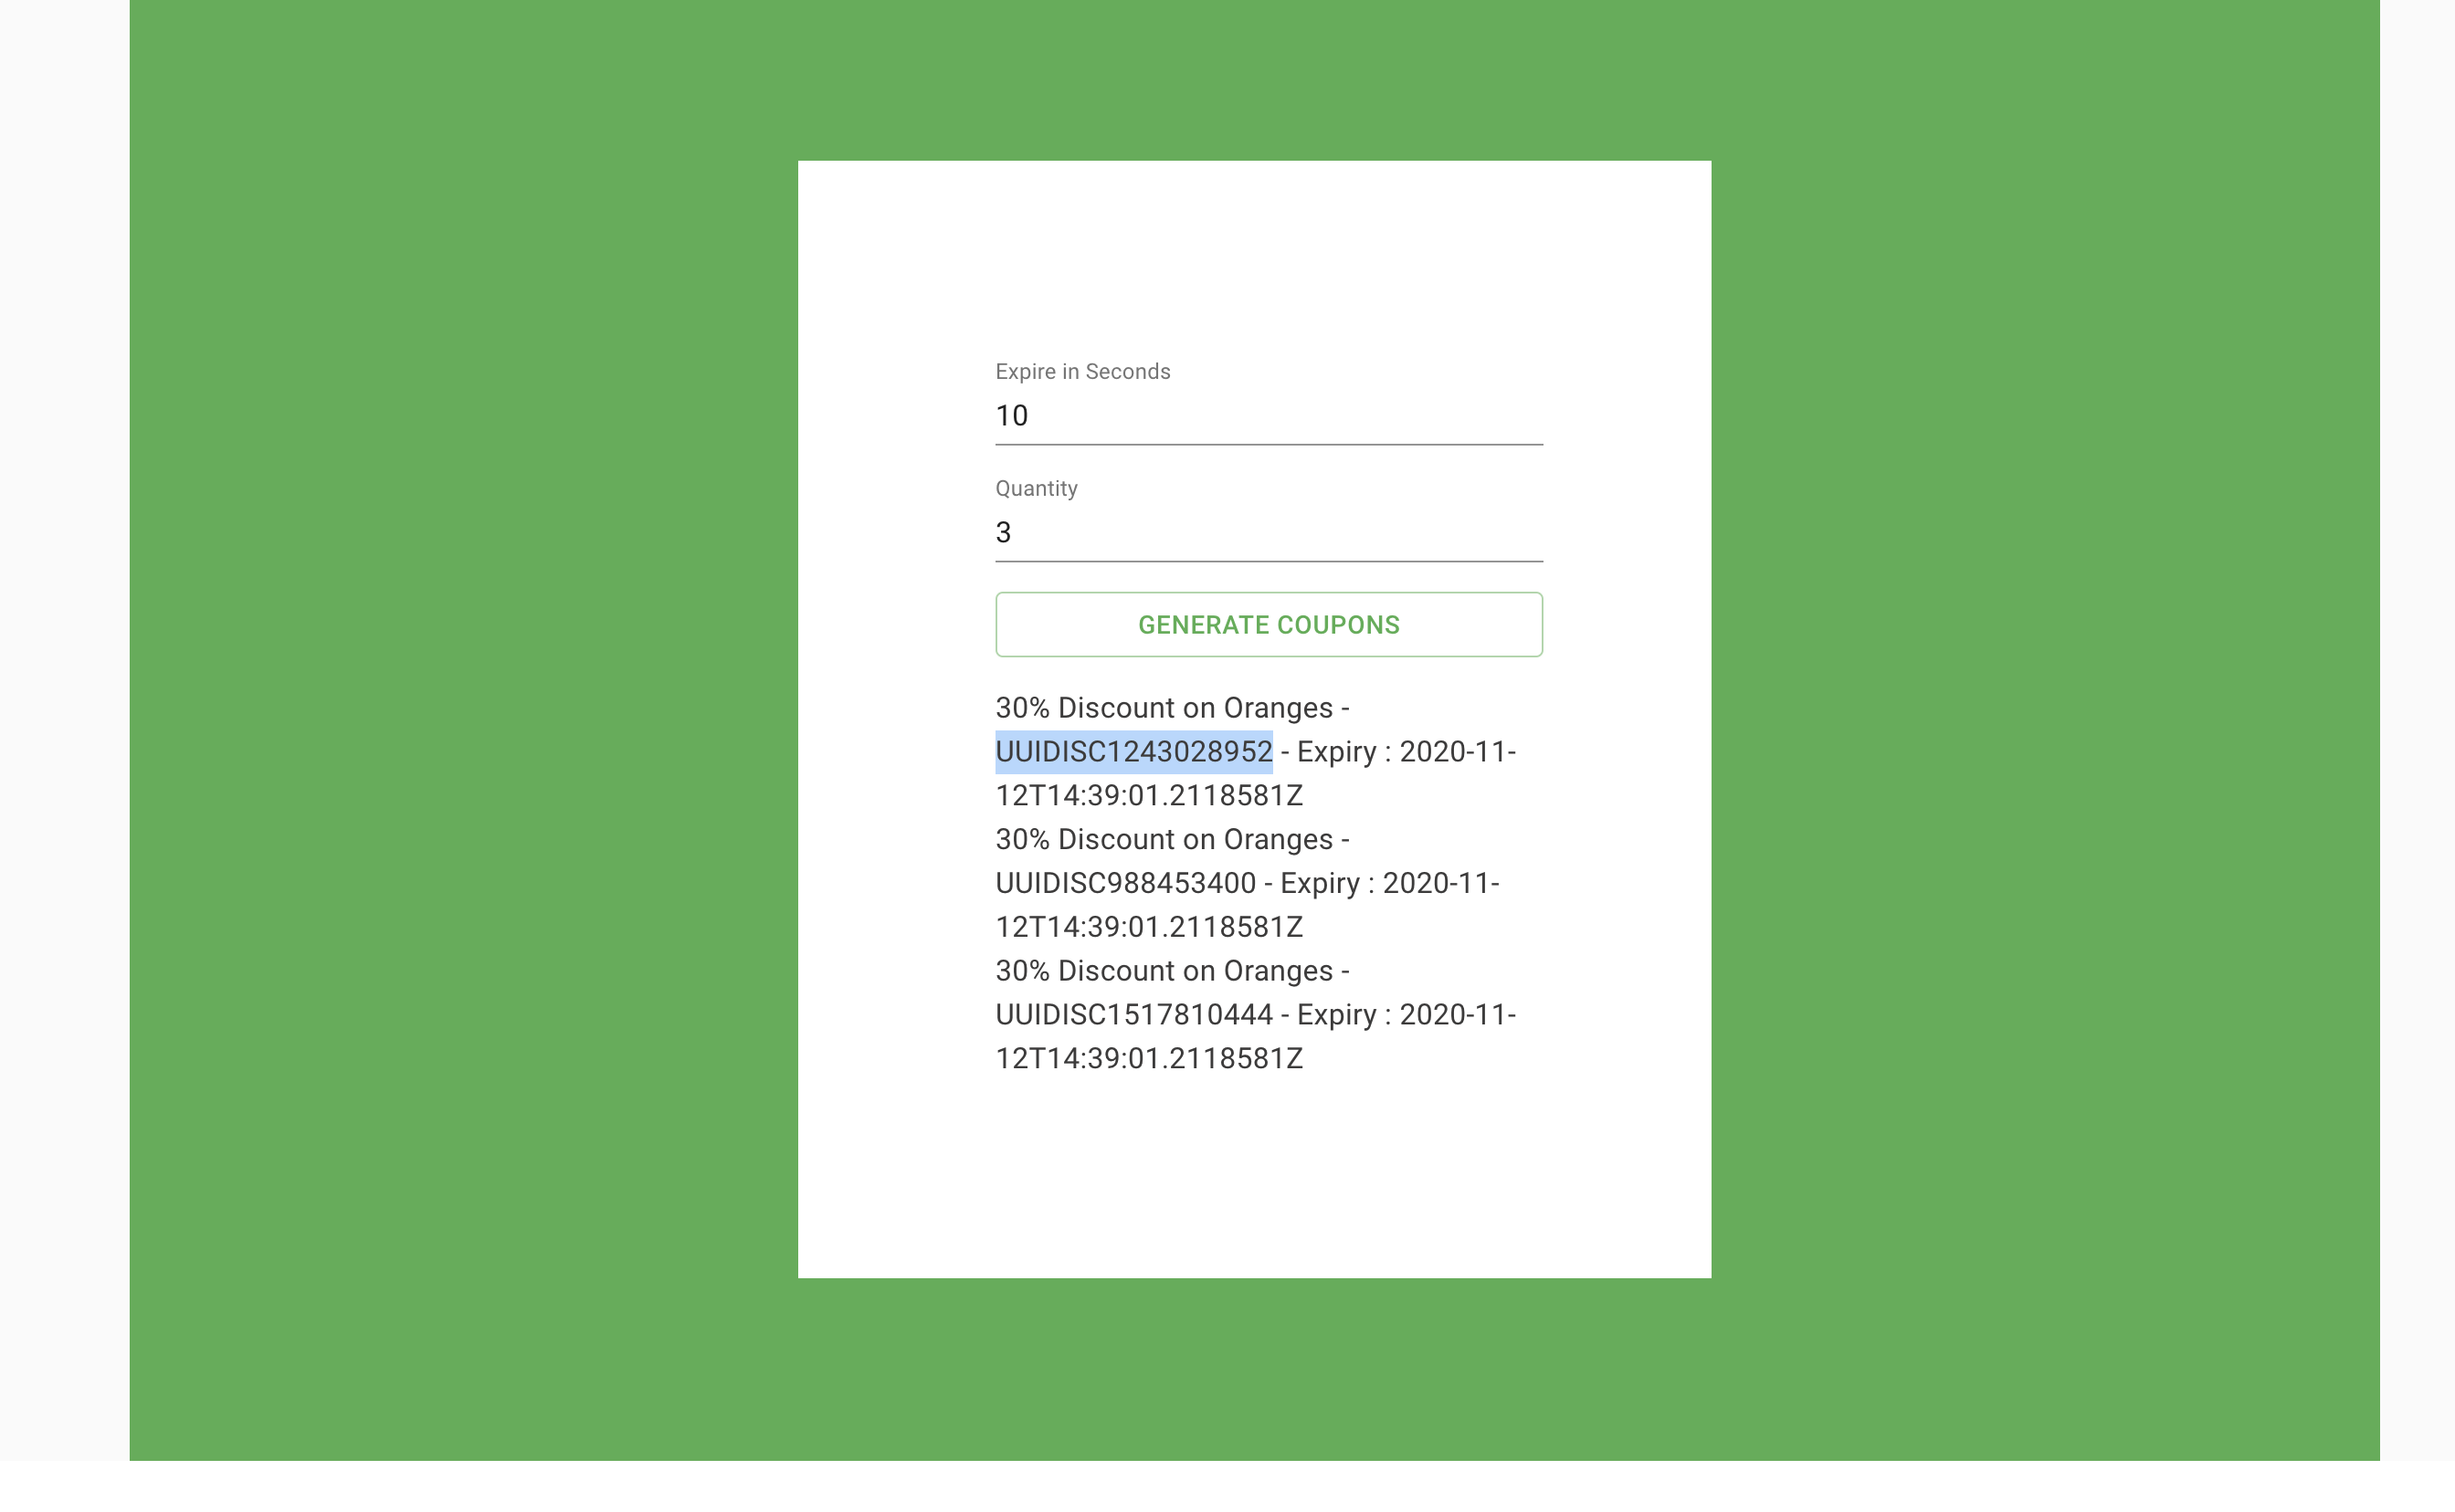 Expire in Seconds
10
Quantity
3
GENERATE COUPONS
30% Discount on Oranges -
UUIDISC1243028952 - Expiry : 2020-11-
12T14:39:01.2118581Z
30% Discount on Oranges -
UUIDISC988453400 - Expiry : 2020-11-
12T14:39:01.2118581Z
30% Discount on Oranges -
UUIDISC1517810444 - Expiry : 2020-11-
12T14:39:01.2118581Z